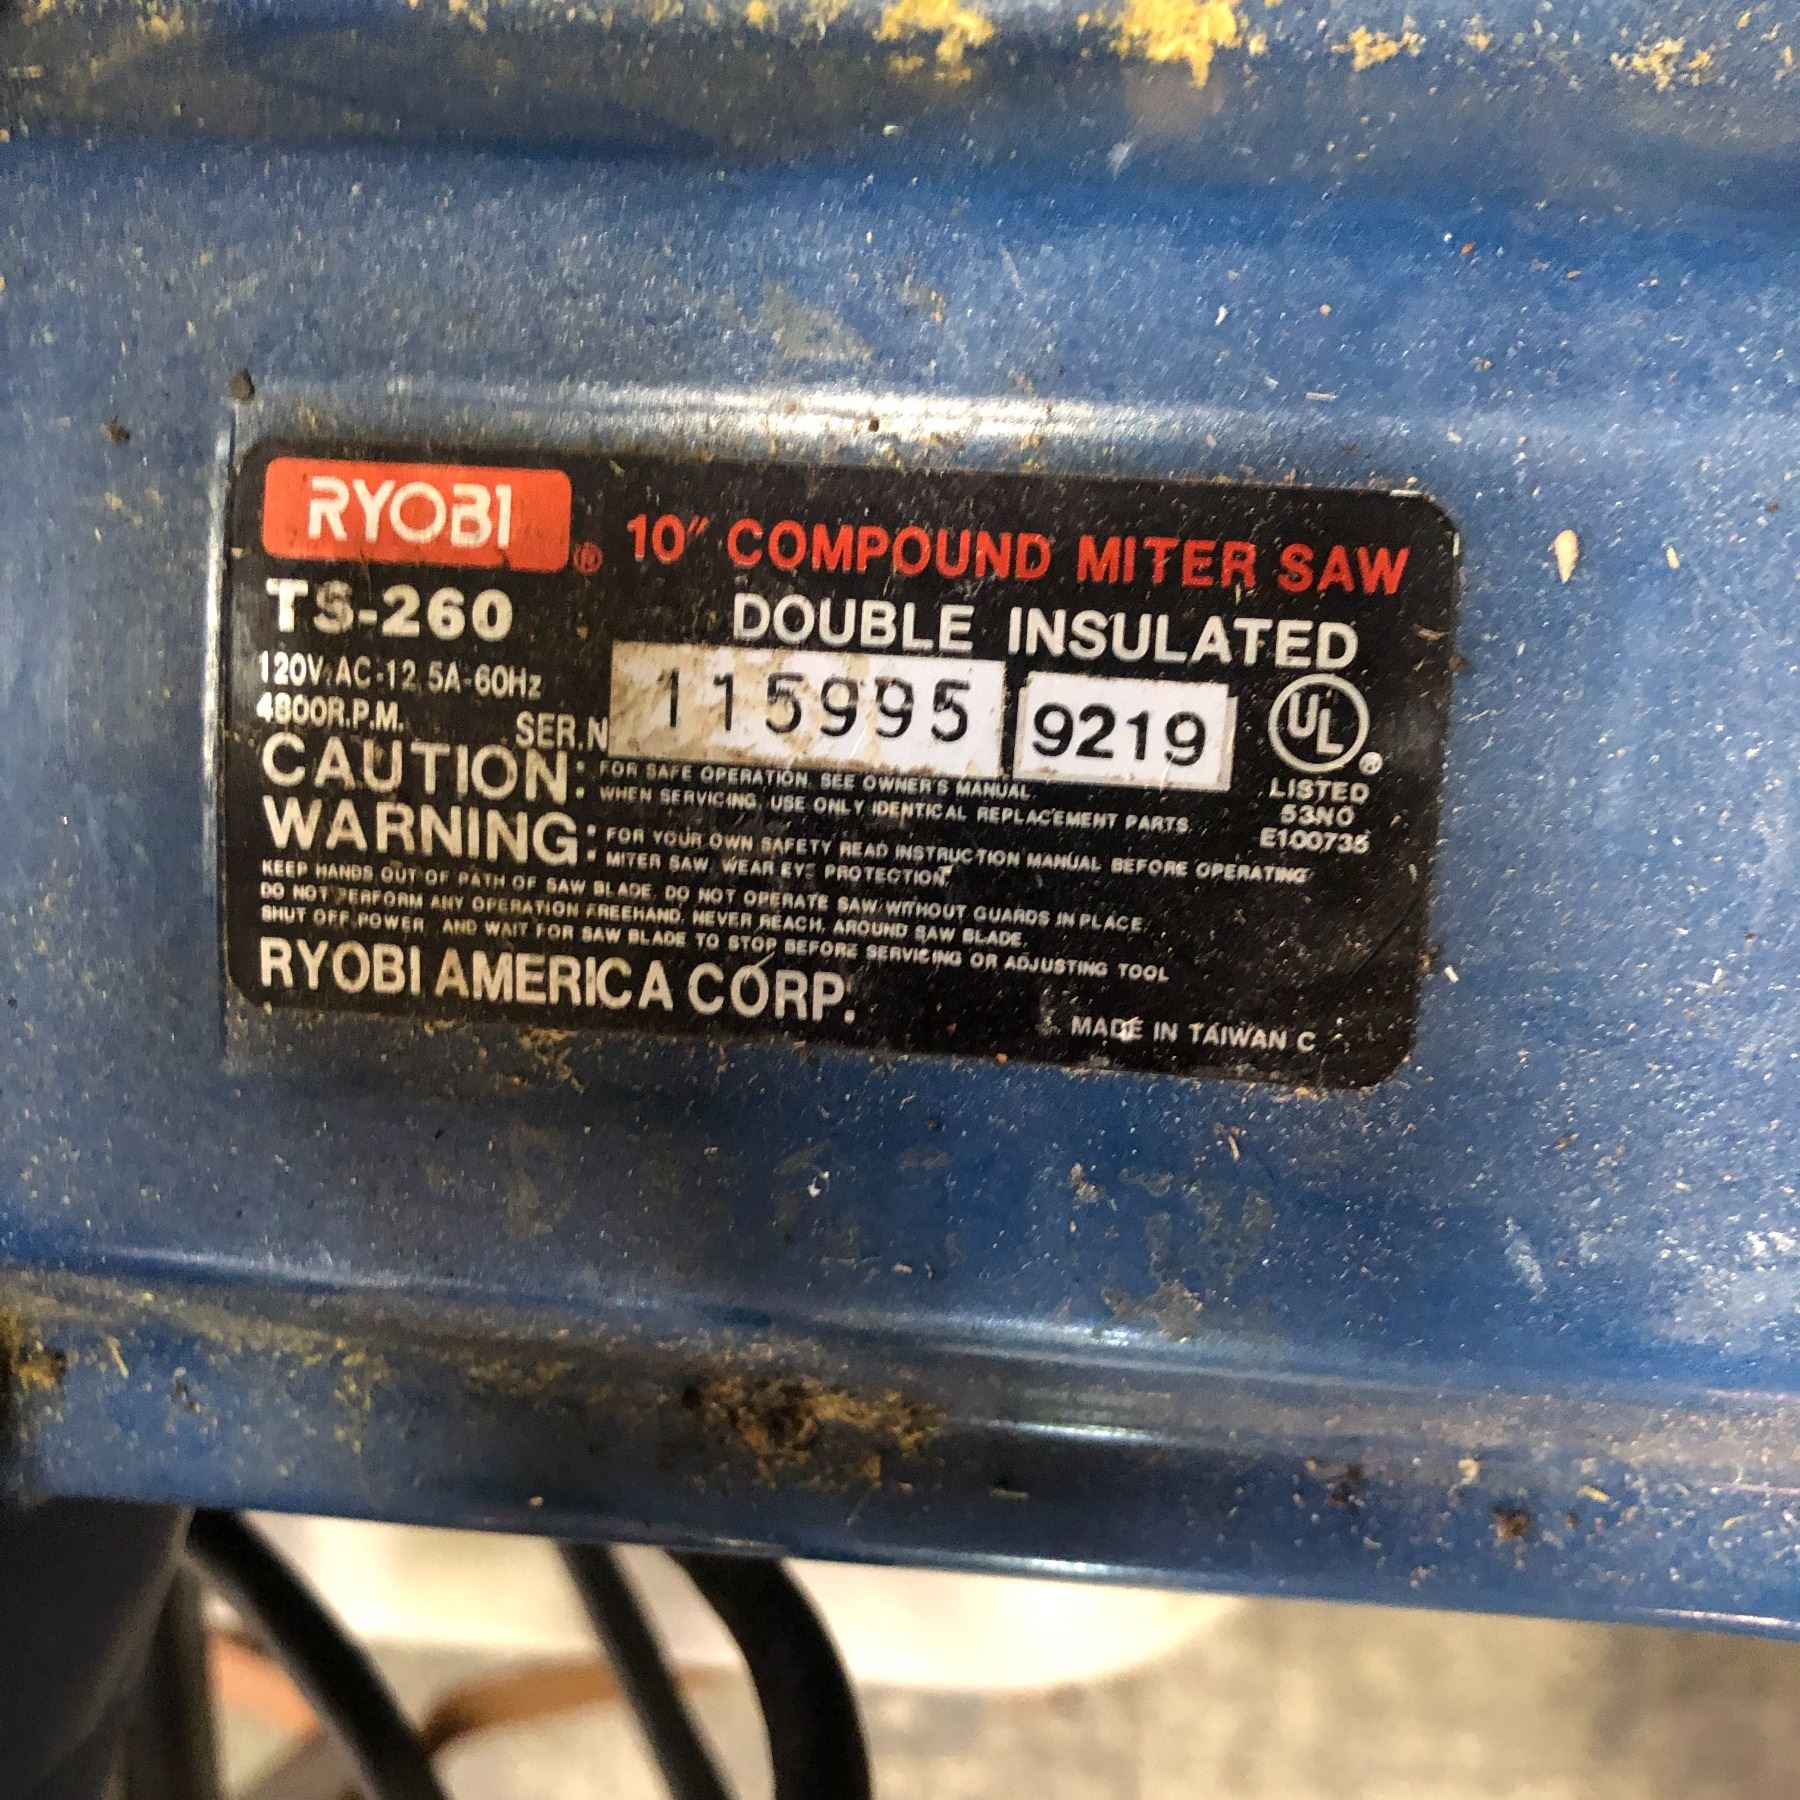 RYOBI ® 10" COMPOUND MITER SAW
TS-260 DOUBLE INSULATED
120V.AC-12.5A-60Hz
4800R.P.M. SER.N 115995 9219 UL ®
CAUTION: FOR SAFE OPERATION, SEE OWNER'S MANUAL.
WHEN SERVICING, USE ONLY IDENTICAL REPLACEMENT PARTS.
LISTED
53N0
E100735
WARNING: FOR YOUR OWN SAFETY READ INSTRUCTION MANUAL BEFORE OPERATING
MITER SAW. WEAR EYE PROTECTION.
KEEP HANDS OUT OF PATH OF SAW BLADE. DO NOT OPERATE SAW WITHOUT GUARDS IN PLACE.
DO NOT PERFORM ANY OPERATION FREEHAND. NEVER REACH AROUND SAW BLADE.
SHUT OFF POWER AND WAIT FOR SAW BLADE TO STOP BEFORE SERVICING OR ADJUSTING TOOL
RYOBI AMERICA CORP.
MADE IN TAIWAN C